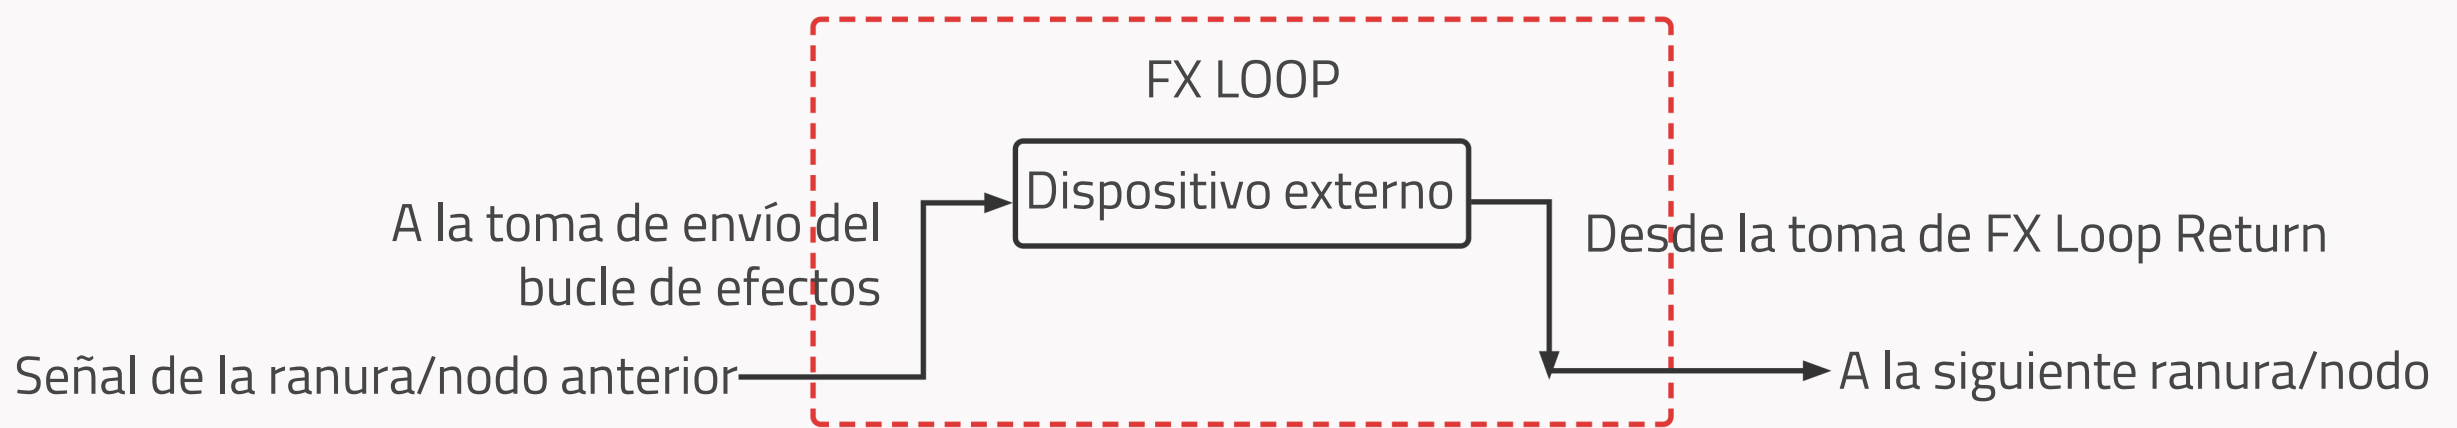 FX LOOP
Dispositivo externo
A la toma de envío del
bucle de efectos
Desde la toma de FX Loop Return
Señal de la ranura/nodo anterior
A la siguiente ranura/nodo